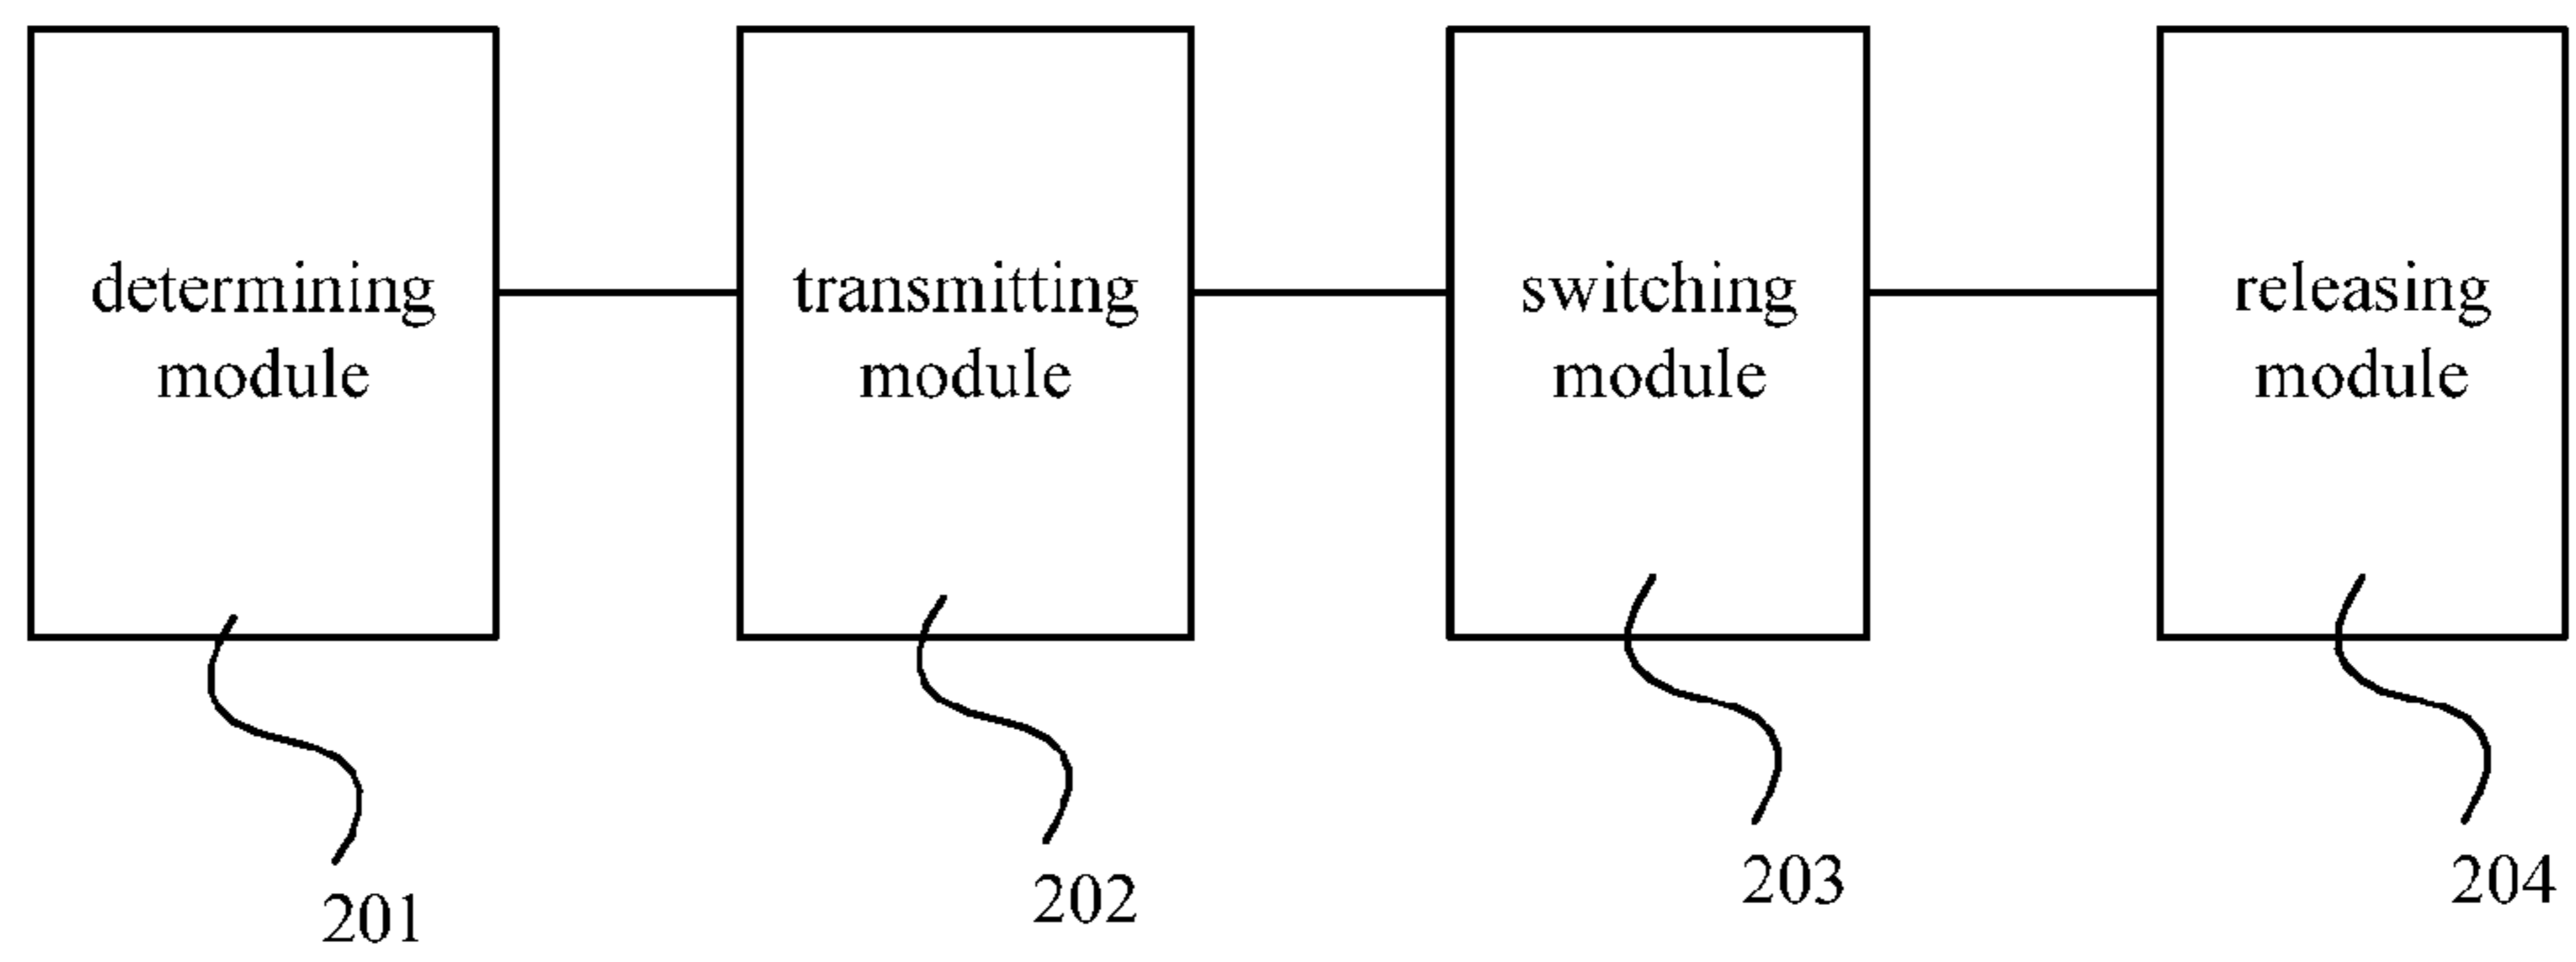 determining
module
transmitting
module
switching
module
releasing
module
201
202
203
204